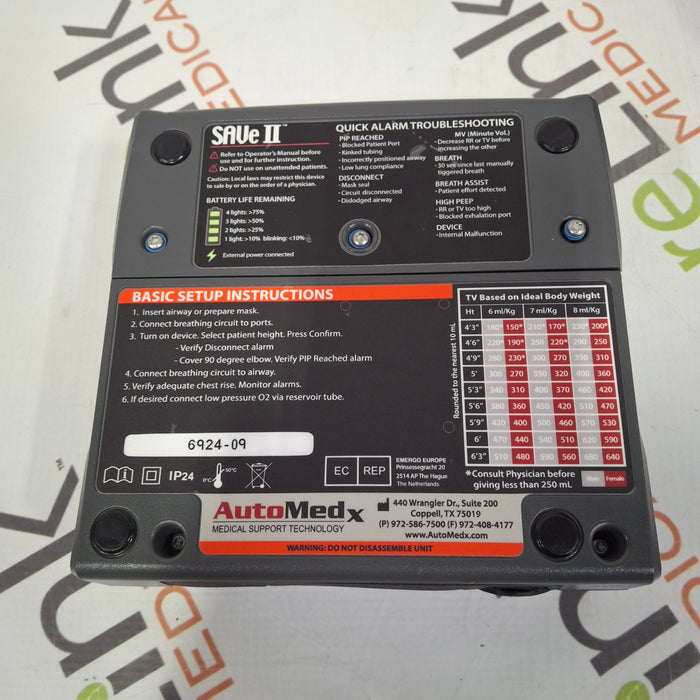 SAVe II™
Refer to Operator's Manual before
use and for further instruction.
Do NOT use on unattended patients.
Caution: Local laws may restrict this device
to sale by or on the order of a physician.
BATTERY LIFE REMAINING
4 lights: >75%
3 lights: >50%
2 lights: >25%
1 light: >10% blinking: <10%
External power connected
QUICK ALARM TROUBLESHOOTING
PIP REACHED
- Blocked Patient Port
- Kinked tubing
- Incorrectly positioned airway
- Low lung compliance
DISCONNECT
- Mask seal
- Circuit disconnected
- Dislodged airway
MV (Minute Vol.)
- Decrease RR or TV before
increasing the other
BREATH
- 30 sec since last manually
tiggered breath
BREATH ASSIST
- Patient effort detected
HIGH PEEP
- RR or TV too high
- Blocked exhalation port
DEVICE
- Internal Malfunction
BASIC SETUP INSTRUCTIONS
1. Insert airway or prepare mask.
2. Connect breathing circuit to ports.
3. Turn on device. Select patient height. Press Confirm.
- Verify Disconnect alarm
- Cover 90 degree elbow. Verify PIP Reached alarm
4. Connect breathing circuit to airway.
5. Verify adequate chest rise. Monitor alarms.
6. If desired connect low pressure O2 via reservoir tube.
6924-09
IP24
0°C
50°C
EC REP
EMERGO EUROPE
Prinsessegracht 20
2514 AP The Hague
The Netherlands
TV Based on Ideal Body Weight
Rounded to the nearest 10 mL
Ht 6 ml/Kg 7 ml/Kg 8 ml/Kg
4'3" 180* 150* 210* 170* 230* 200*
4'6" 220* 190* 250 220* 290 250
4'9" 260 230* 300 270 350 310
5' 300 270 350 320 400 360
5'3" 340 310 400 370 460 420
5'6" 380 360 450 420 510 470
5'9" 420 400 500 460 570 530
6' 470 440 540 510 620 590
6'3" 510 480 590 560 680 640
*Consult Physician before
giving less than 250 mL
Male Female
AutoMedx
MEDICAL SUPPORT TECHNOLOGY
440 Wrangler Dr., Suite 200
Coppell, TX 75019
(P) 972-586-7500 (F) 972-408-4177
www.AutoMedx.com
WARNING: DO NOT DISASSEMBLE UNIT